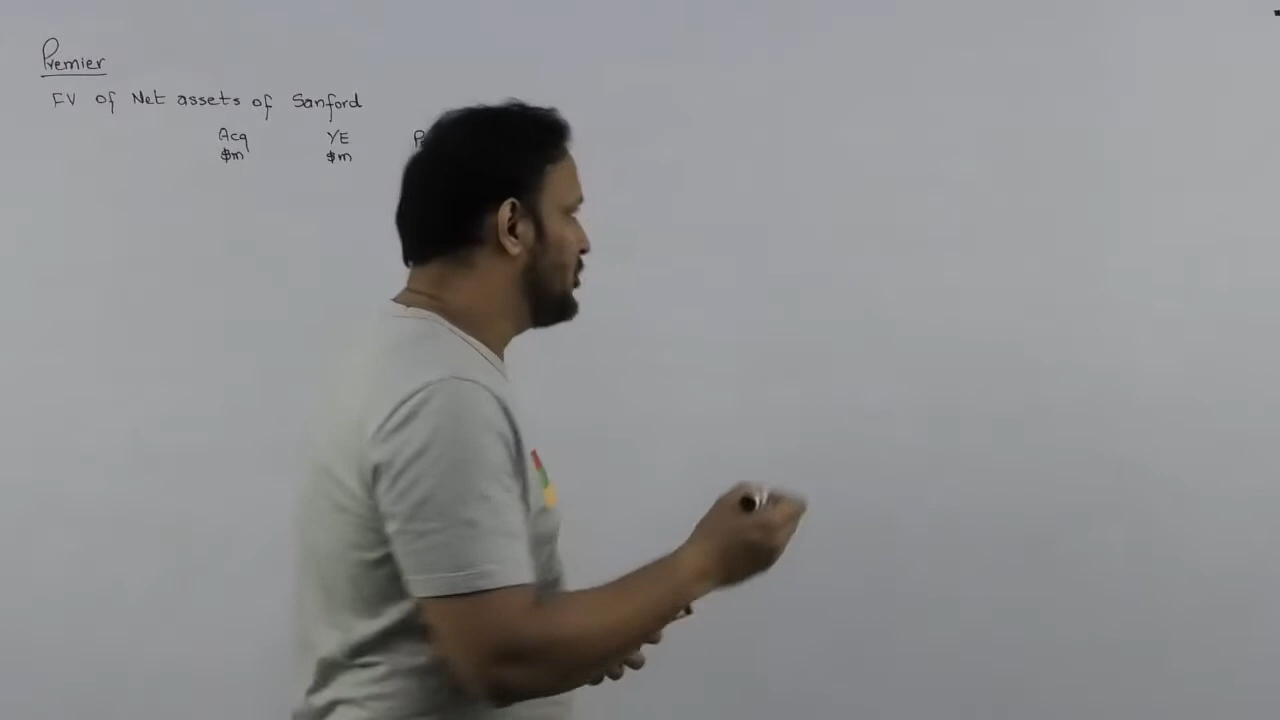 Premier
FV of Net assets of Sanford
Acq YE
$m $m